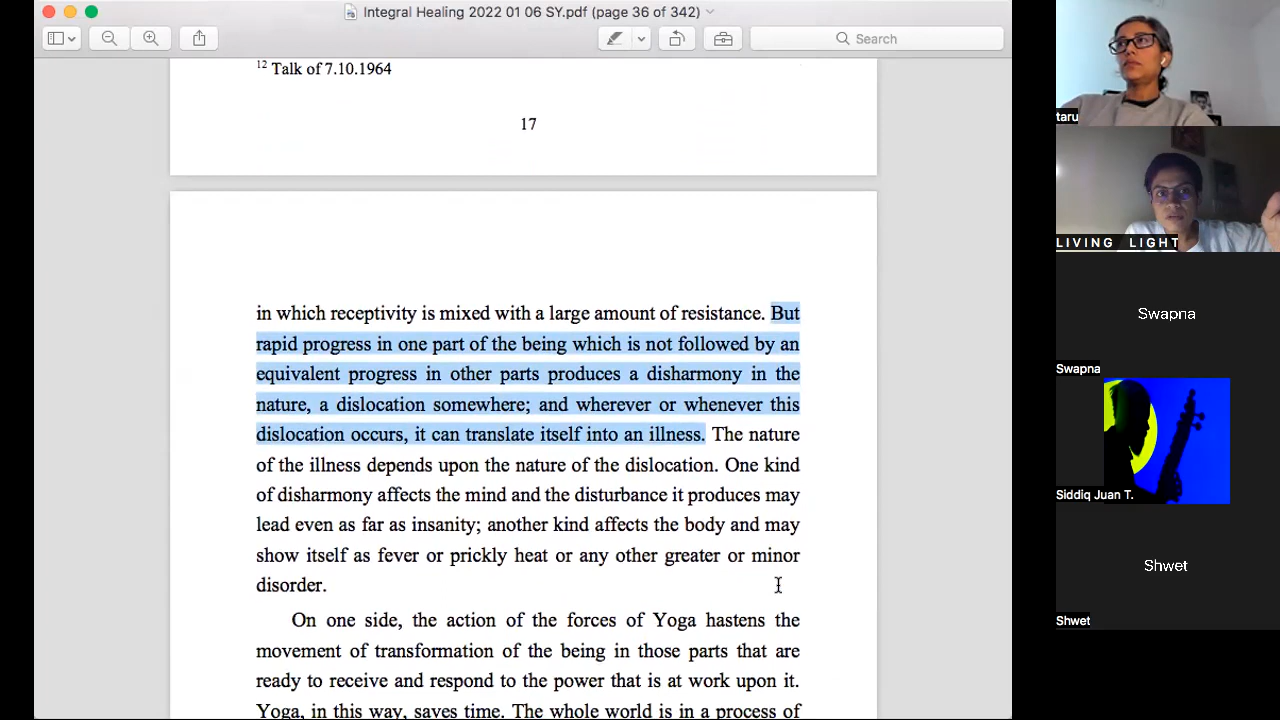 Integral Healing 2022 01 06 SY.pdf (page 36 of 342)
Search
12 Talk of 7.10.1964
17
in which receptivity is mixed with a large amount of resistance. But
rapid progress in one part of the being which is not followed by an
equivalent progress in other parts produces a disharmony in the
nature, a dislocation somewhere; and wherever or whenever this
dislocation occurs, it can translate itself into an illness. The nature
of the illness depends upon the nature of the dislocation. One kind
of disharmony affects the mind and the disturbance it produces may
lead even as far as insanity; another kind affects the body and may
show itself as fever or prickly heat or any other greater or minor
disorder.
On one side, the action of the forces of Yoga hastens the
movement of transformation of the being in those parts that are
ready to receive and respond to the power that is at work upon it.
Yoga, in this way, saves time. The whole world is in a process of
taru
LIVING LIGHT
Swapna
Swapna
Siddiq Juan T.
Shwet
Shwet